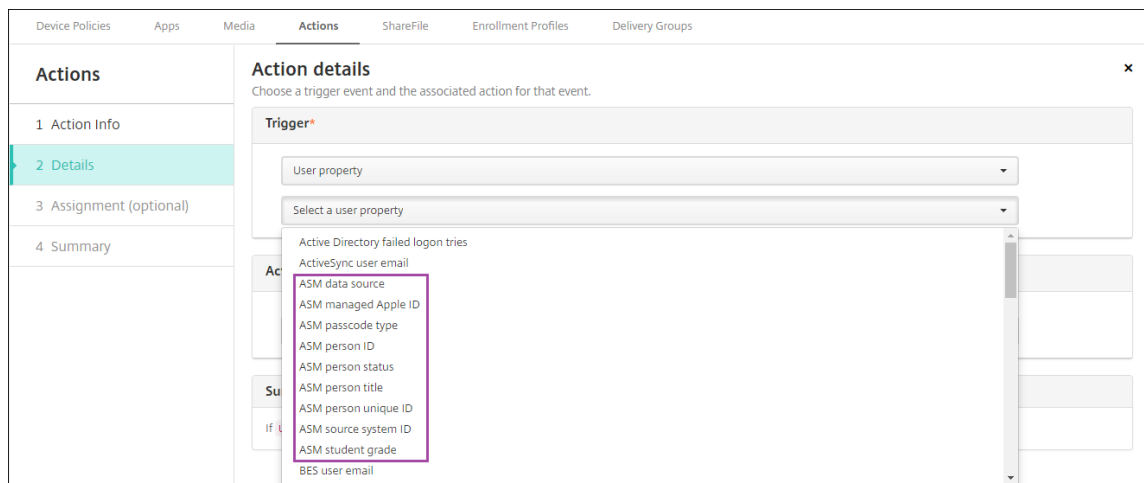 Device Policies Apps Media Actions ShareFile Enrollment Profiles Delivery Groups
Actions
1 Action Info
2 Details
3 Assignment (optional)
4 Summary
Action details
Choose a trigger event and the associated action for that event.
Trigger*
User property
Select a user property
Active Directory failed logon tries
ActiveSync user email
ASM data source
ASM managed Apple ID
ASM passcode type
ASM person ID
ASM person status
ASM person title
ASM person unique ID
ASM source system ID
ASM student grade
BES user email
If